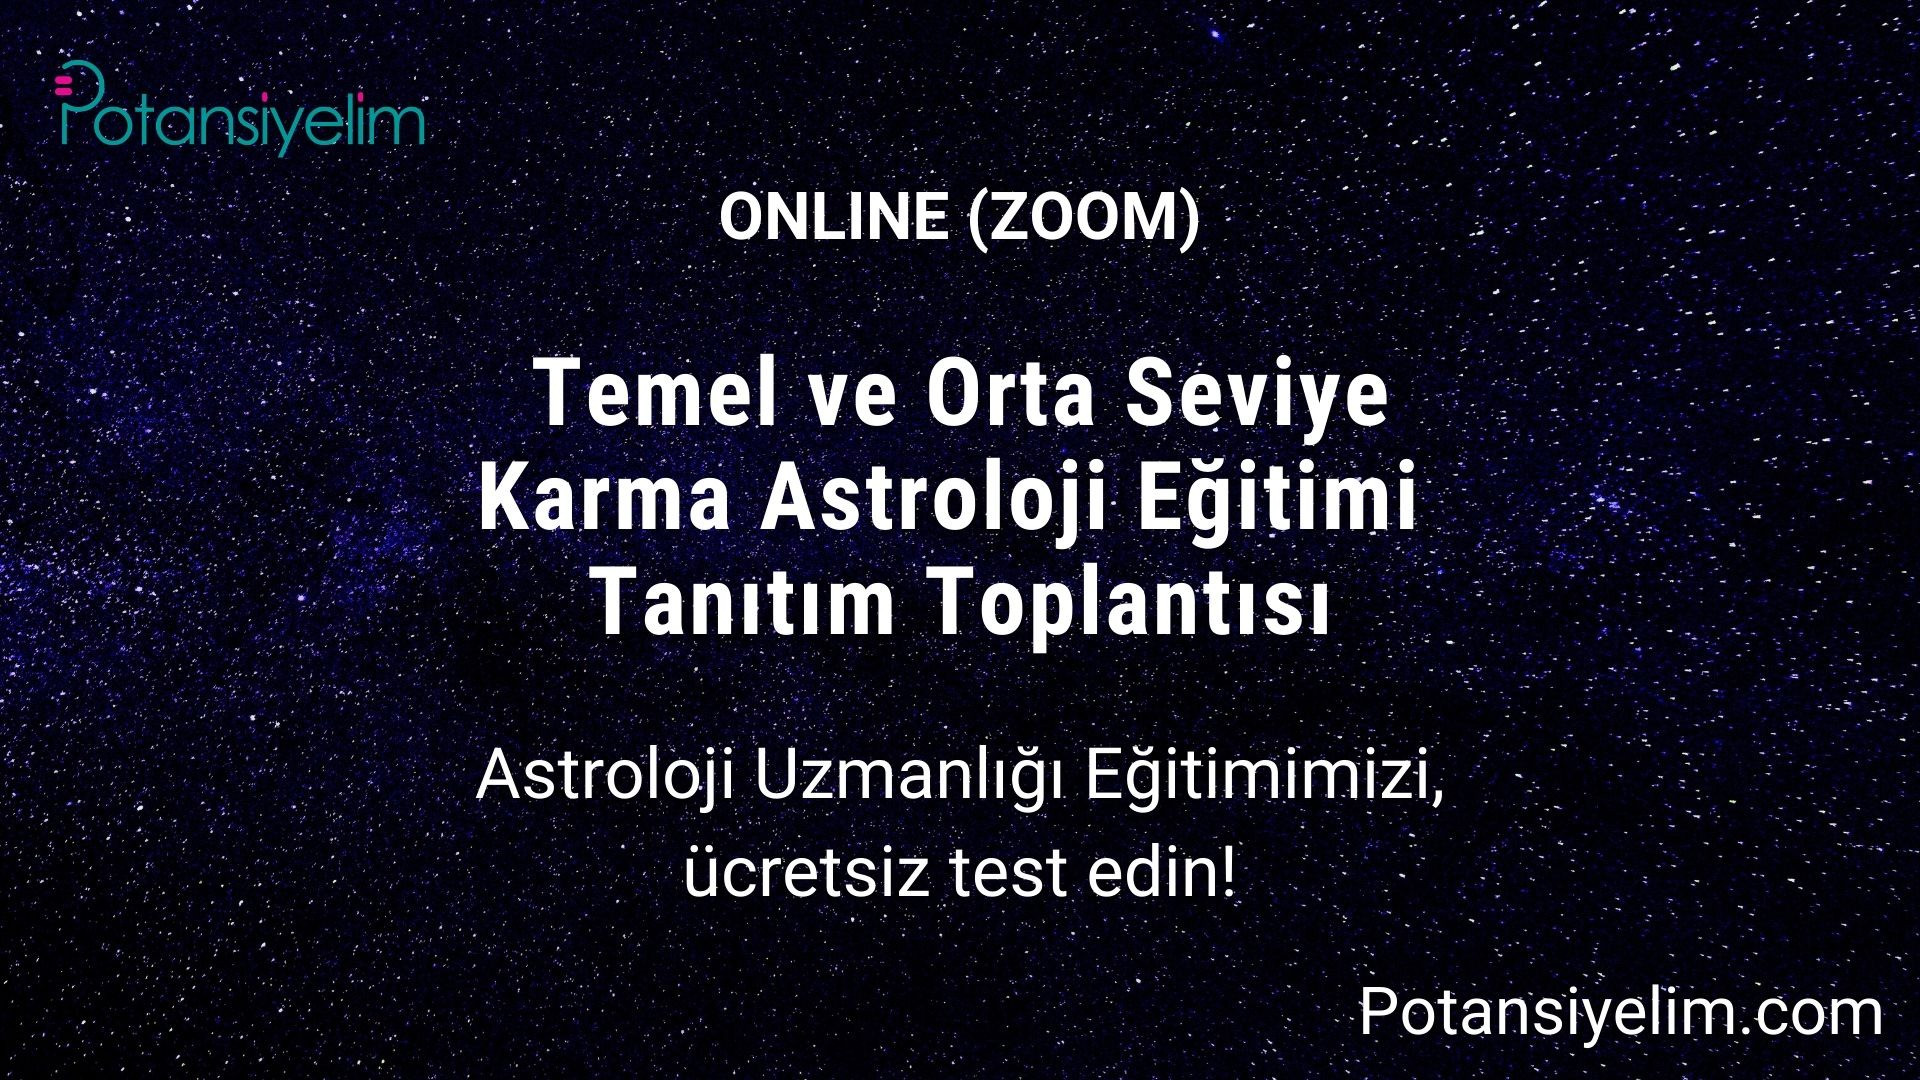 Potansiyelim
ONLINE (ZOOM)
Temel ve Orta Seviye
Karma Astroloji Eğitimi
Tanıtım Toplantısı
Astroloji Uzmanlığı Eğitimimizi,
ücretsiz test edin!
Potansiyelim.com